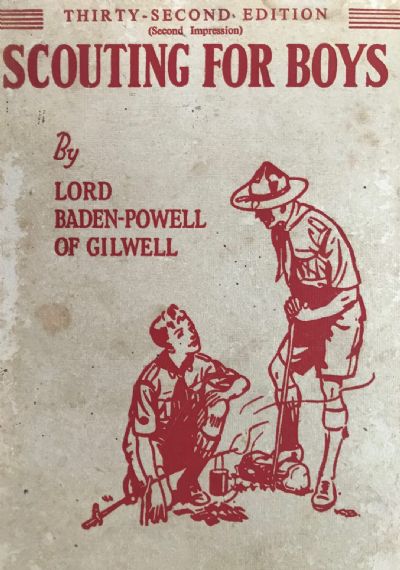 THIRTY-SECOND EDITION
(Second Impression)
SCOUTING FOR BOYS
By
LORD
BADEN-POWELL
OF GILWELL